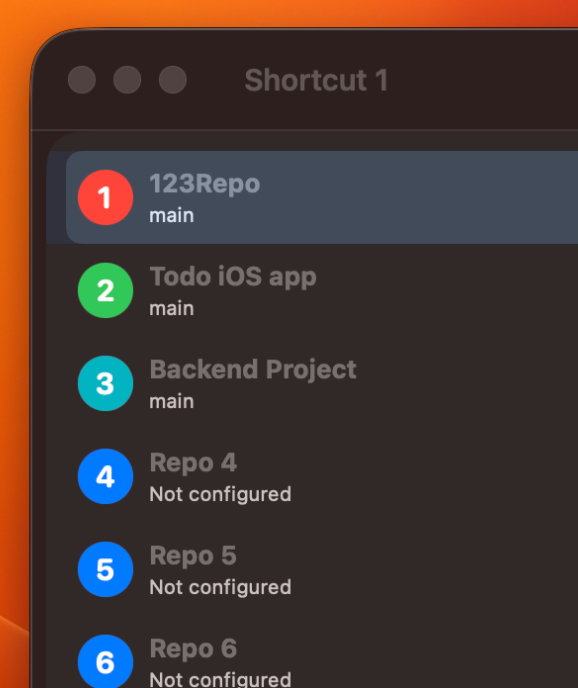 Shortcut 1
1
123Repo
main
2
Todo iOS app
main
3
Backend Project
main
4
Repo 4
Not configured
5
Repo 5
Not configured
6
Repo 6
Not configured